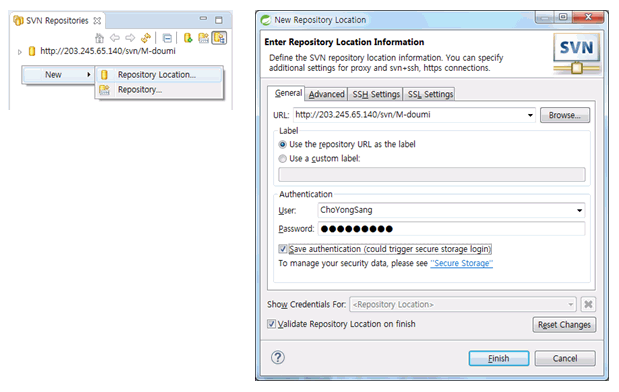 SVN Repositories
http://203.245.65.140/svn/M-doumi
New
Repository Location...
Repository...
New Repository Location
Enter Repository Location Information
Define the SVN repository location information. You can specify
additional settings for proxy and svn+ssh, https connections.
SVN
General Advanced SSH Settings SSL Settings
URL: http://203.245.65.140/svn/M-doumi Browse...
Label
Use the repository URL as the label
Use a custom label:
Authentication
User: ChoYongSang
Password: ●●●●●●●●●
Save authentication (could trigger secure storage login)
To manage your security data, please see "Secure Storage"
Show Credentials For: <Repository Location>
Validate Repository Location on finish Reset Changes
? Finish Cancel